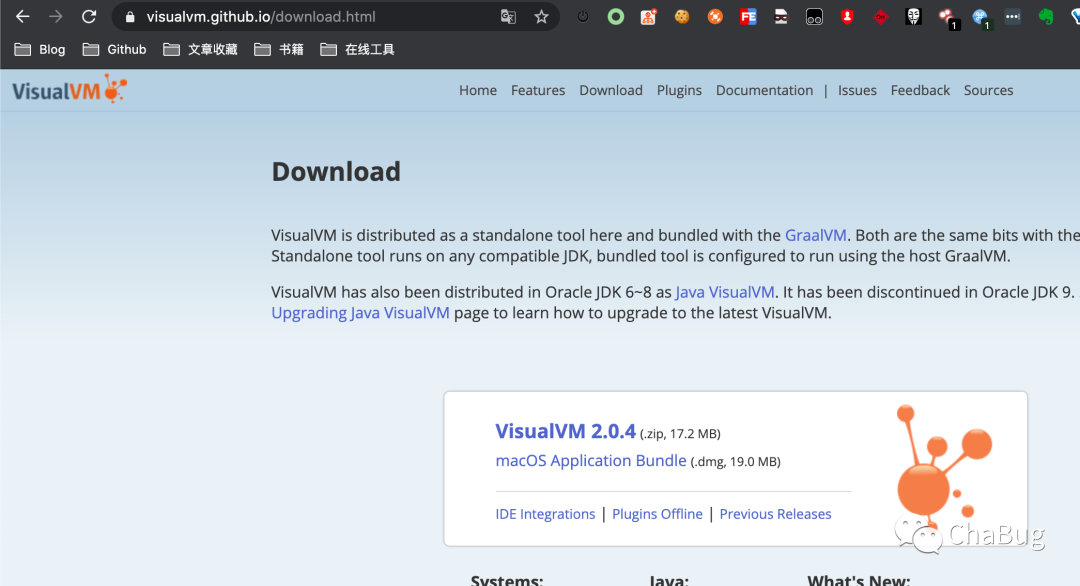 visualvm.github.io/download.html
Blog Github 文章收藏 书籍 在线工具
VisualVM Home Features Download Plugins Documentation | Issues Feedback Sources
Download
VisualVM is distributed as a standalone tool here and bundled with the GraalVM. Both are the same bits with the
Standalone tool runs on any compatible JDK, bundled tool is configured to run using the host GraalVM.
VisualVM has also been distributed in Oracle JDK 6~8 as Java VisualVM. It has been discontinued in Oracle JDK 9.
Upgrading Java VisualVM page to learn how to upgrade to the latest VisualVM.
VisualVM 2.0.4 (.zip, 17.2 MB)
macOS Application Bundle (.dmg, 19.0 MB)
IDE Integrations | Plugins Offline | Previous Releases
ChaBug
Systems: Java: What's New: